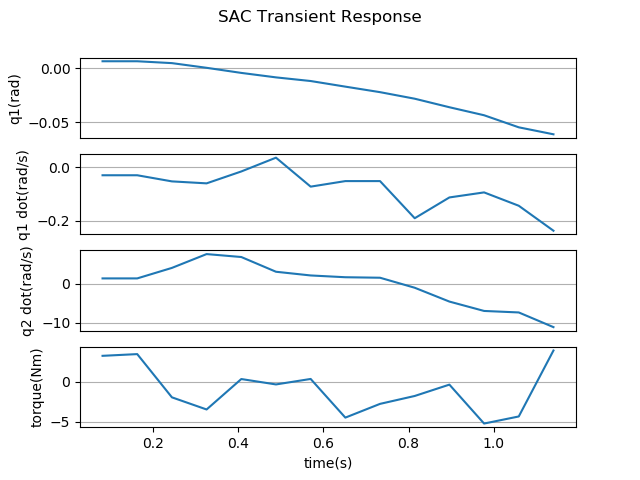 SAC Transient Response
q1(rad)
0.00
−0.05
q1 dot(rad/s)
0.0
−0.2
q2 dot(rad/s)
0
−10
torque(Nm)
0
−5
0.2 0.4 0.6 0.8 1.0
time(s)